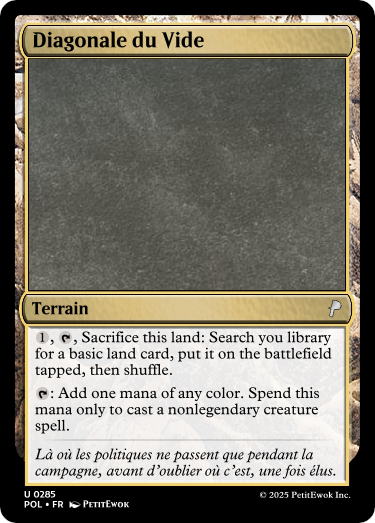 Diagonale du Vide
Terrain
1, T, Sacrifice this land: Search you library
for a basic land card, put it on the battlefield
tapped, then shuffle.
: Add one mana of any color. Spend this
mana only to cast a nonlegendary creature
spell.
Là où les politiques ne passent que pendant la
campagne, avant d'oublier où c'est, une fois élus.
U 0285
POL • FR PETITEWOK
© 2025 PetitEwok Inc.